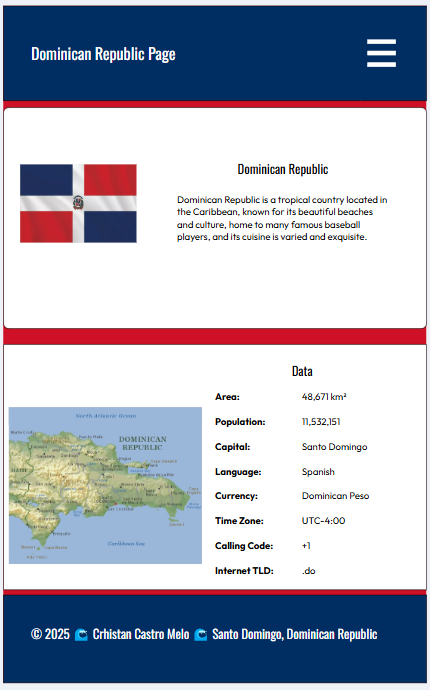 Dominican Republic Page
Dominican Republic
Dominican Republic is a tropical country located in
the Caribbean, known for its beautiful beaches
and culture, home to many famous baseball
players, and its cuisine is varied and exquisite.
Data
Area: 48,671 km²
Population: 11,532,151
Capital: Santo Domingo
Language: Spanish
Currency: Dominican Peso
Time Zone: UTC-4:00
Calling Code: +1
Internet TLD: .do
North Atlantic Ocean
DOMINICAN
REPUBLIC
HAITI
Caribbean Sea
© 2025 🌊 Crhistan Castro Melo 🌊 Santo Domingo, Dominican Republic